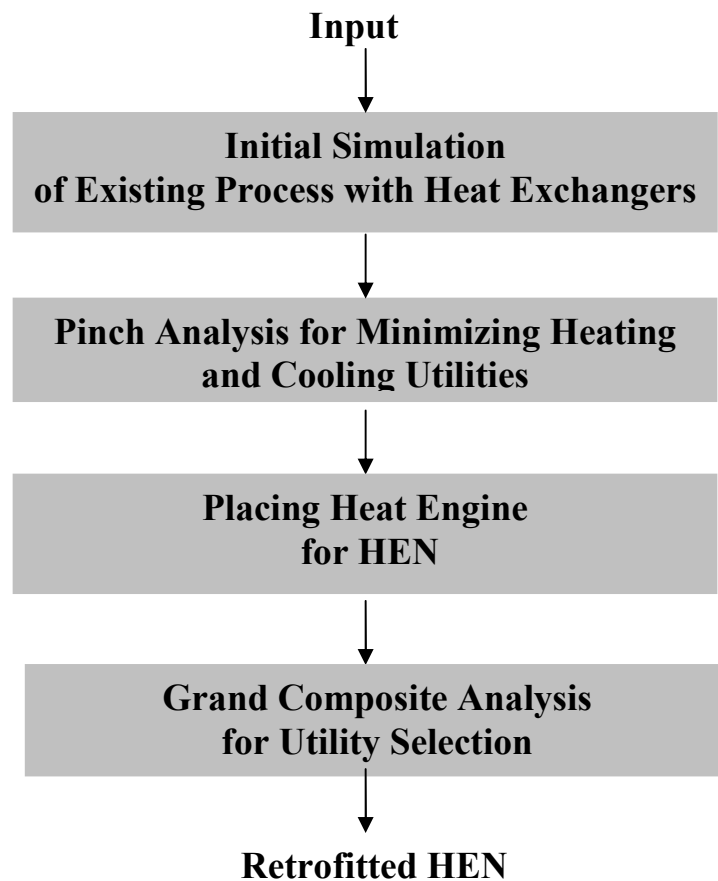 Input
Initial Simulation
of Existing Process with Heat Exchangers
Pinch Analysis for Minimizing Heating
and Cooling Utilities
Placing Heat Engine
for HEN
Grand Composite Analysis
for Utility Selection
Retrofitted HEN